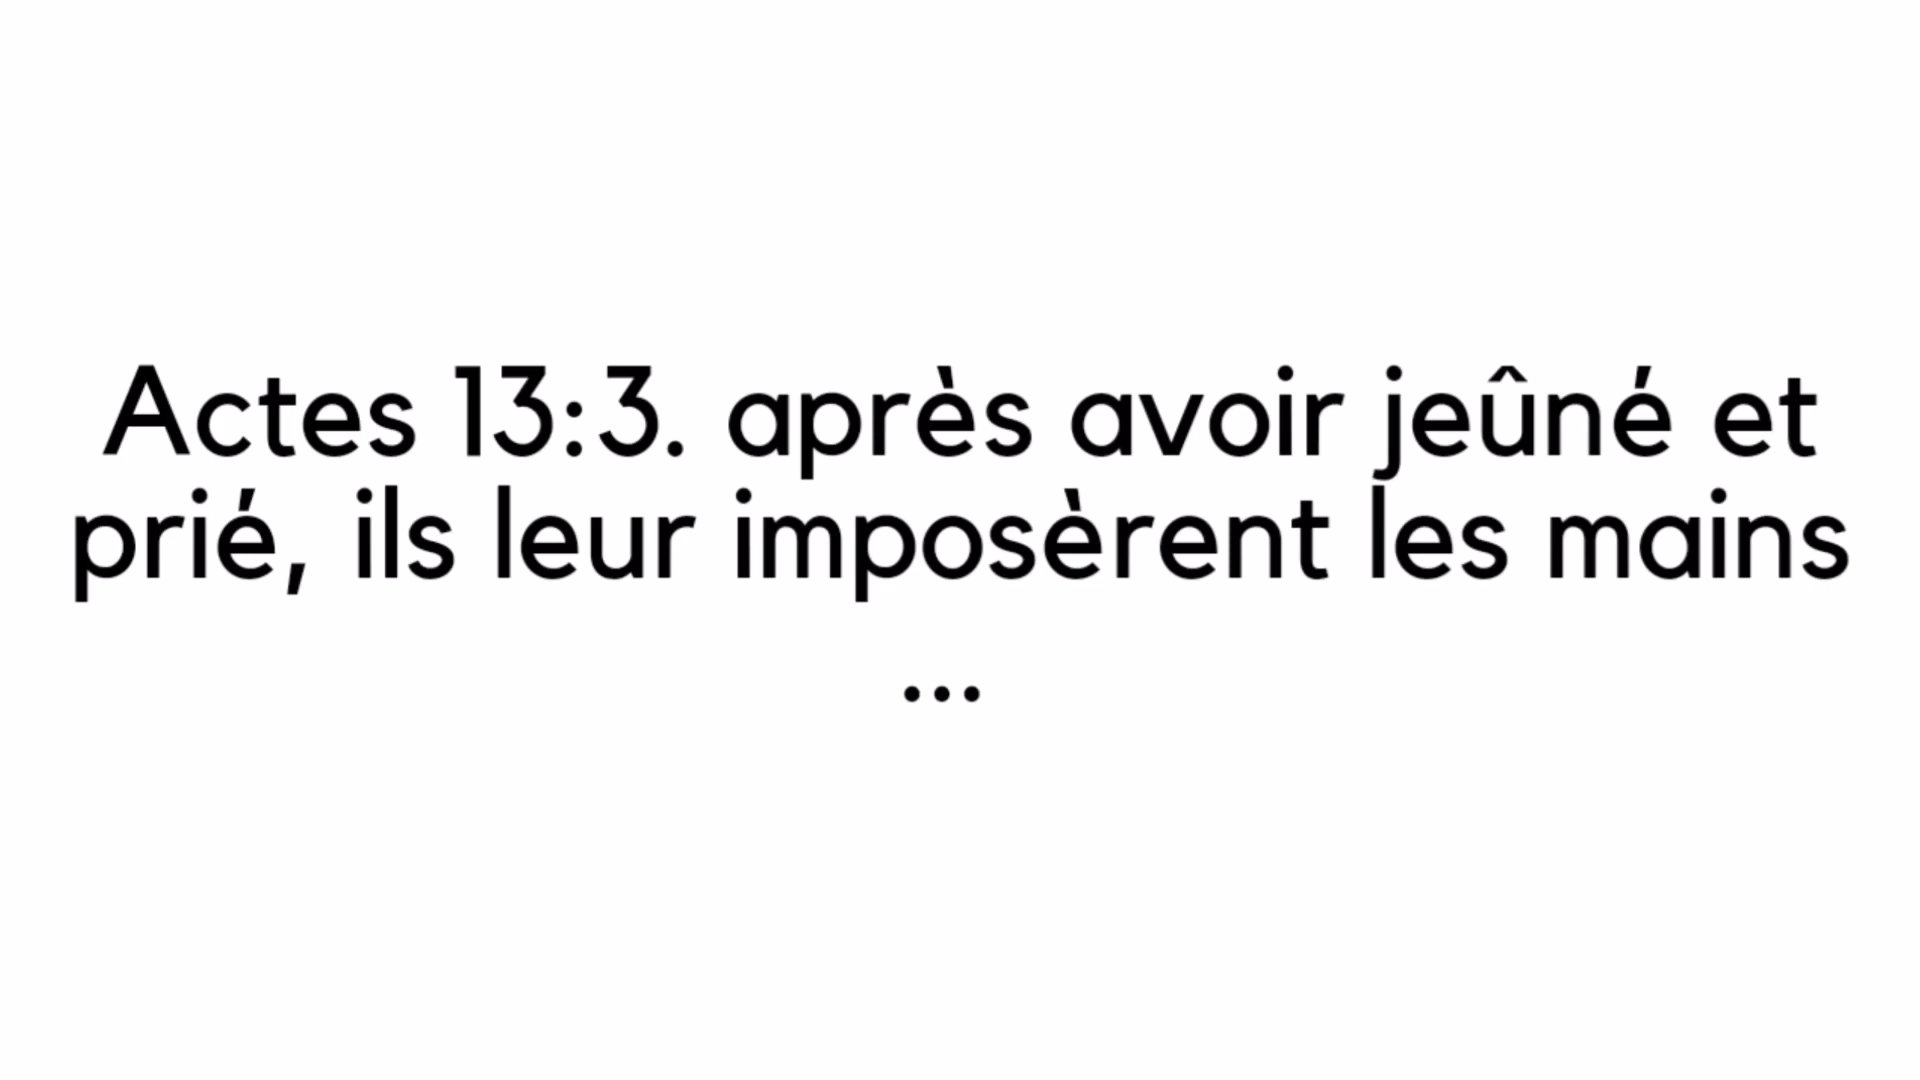 Actes 13:3. après avoir jeûné et
prié, ils leur imposèrent les mains
...